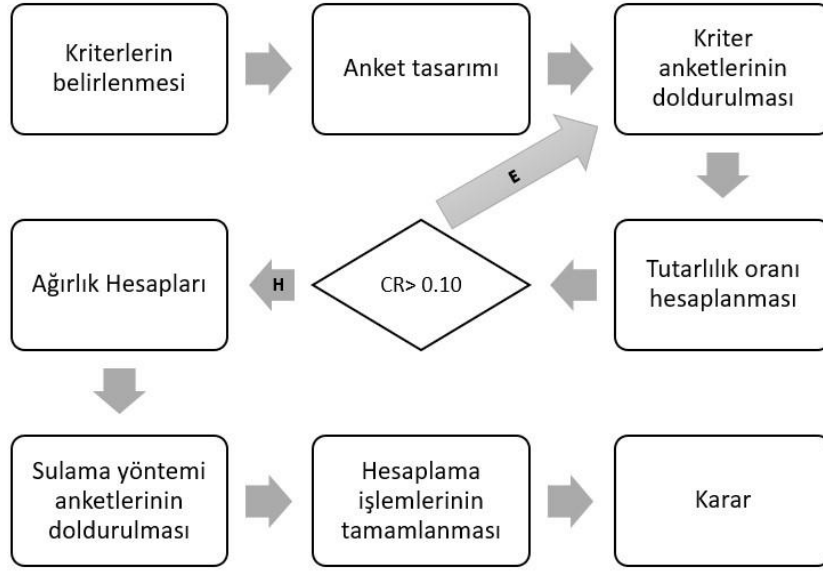 Kriterlerin
belirlenmesi
Anket tasarımı
Kriter
anketlerinin
doldurulması
E
Tutarlılık oranı
hesaplanması
CR> 0.10
H
Ağırlık Hesapları
Sulama yöntemi
anketlerinin
doldurulması
Hesaplama
işlemlerinin
tamamlanması
Karar